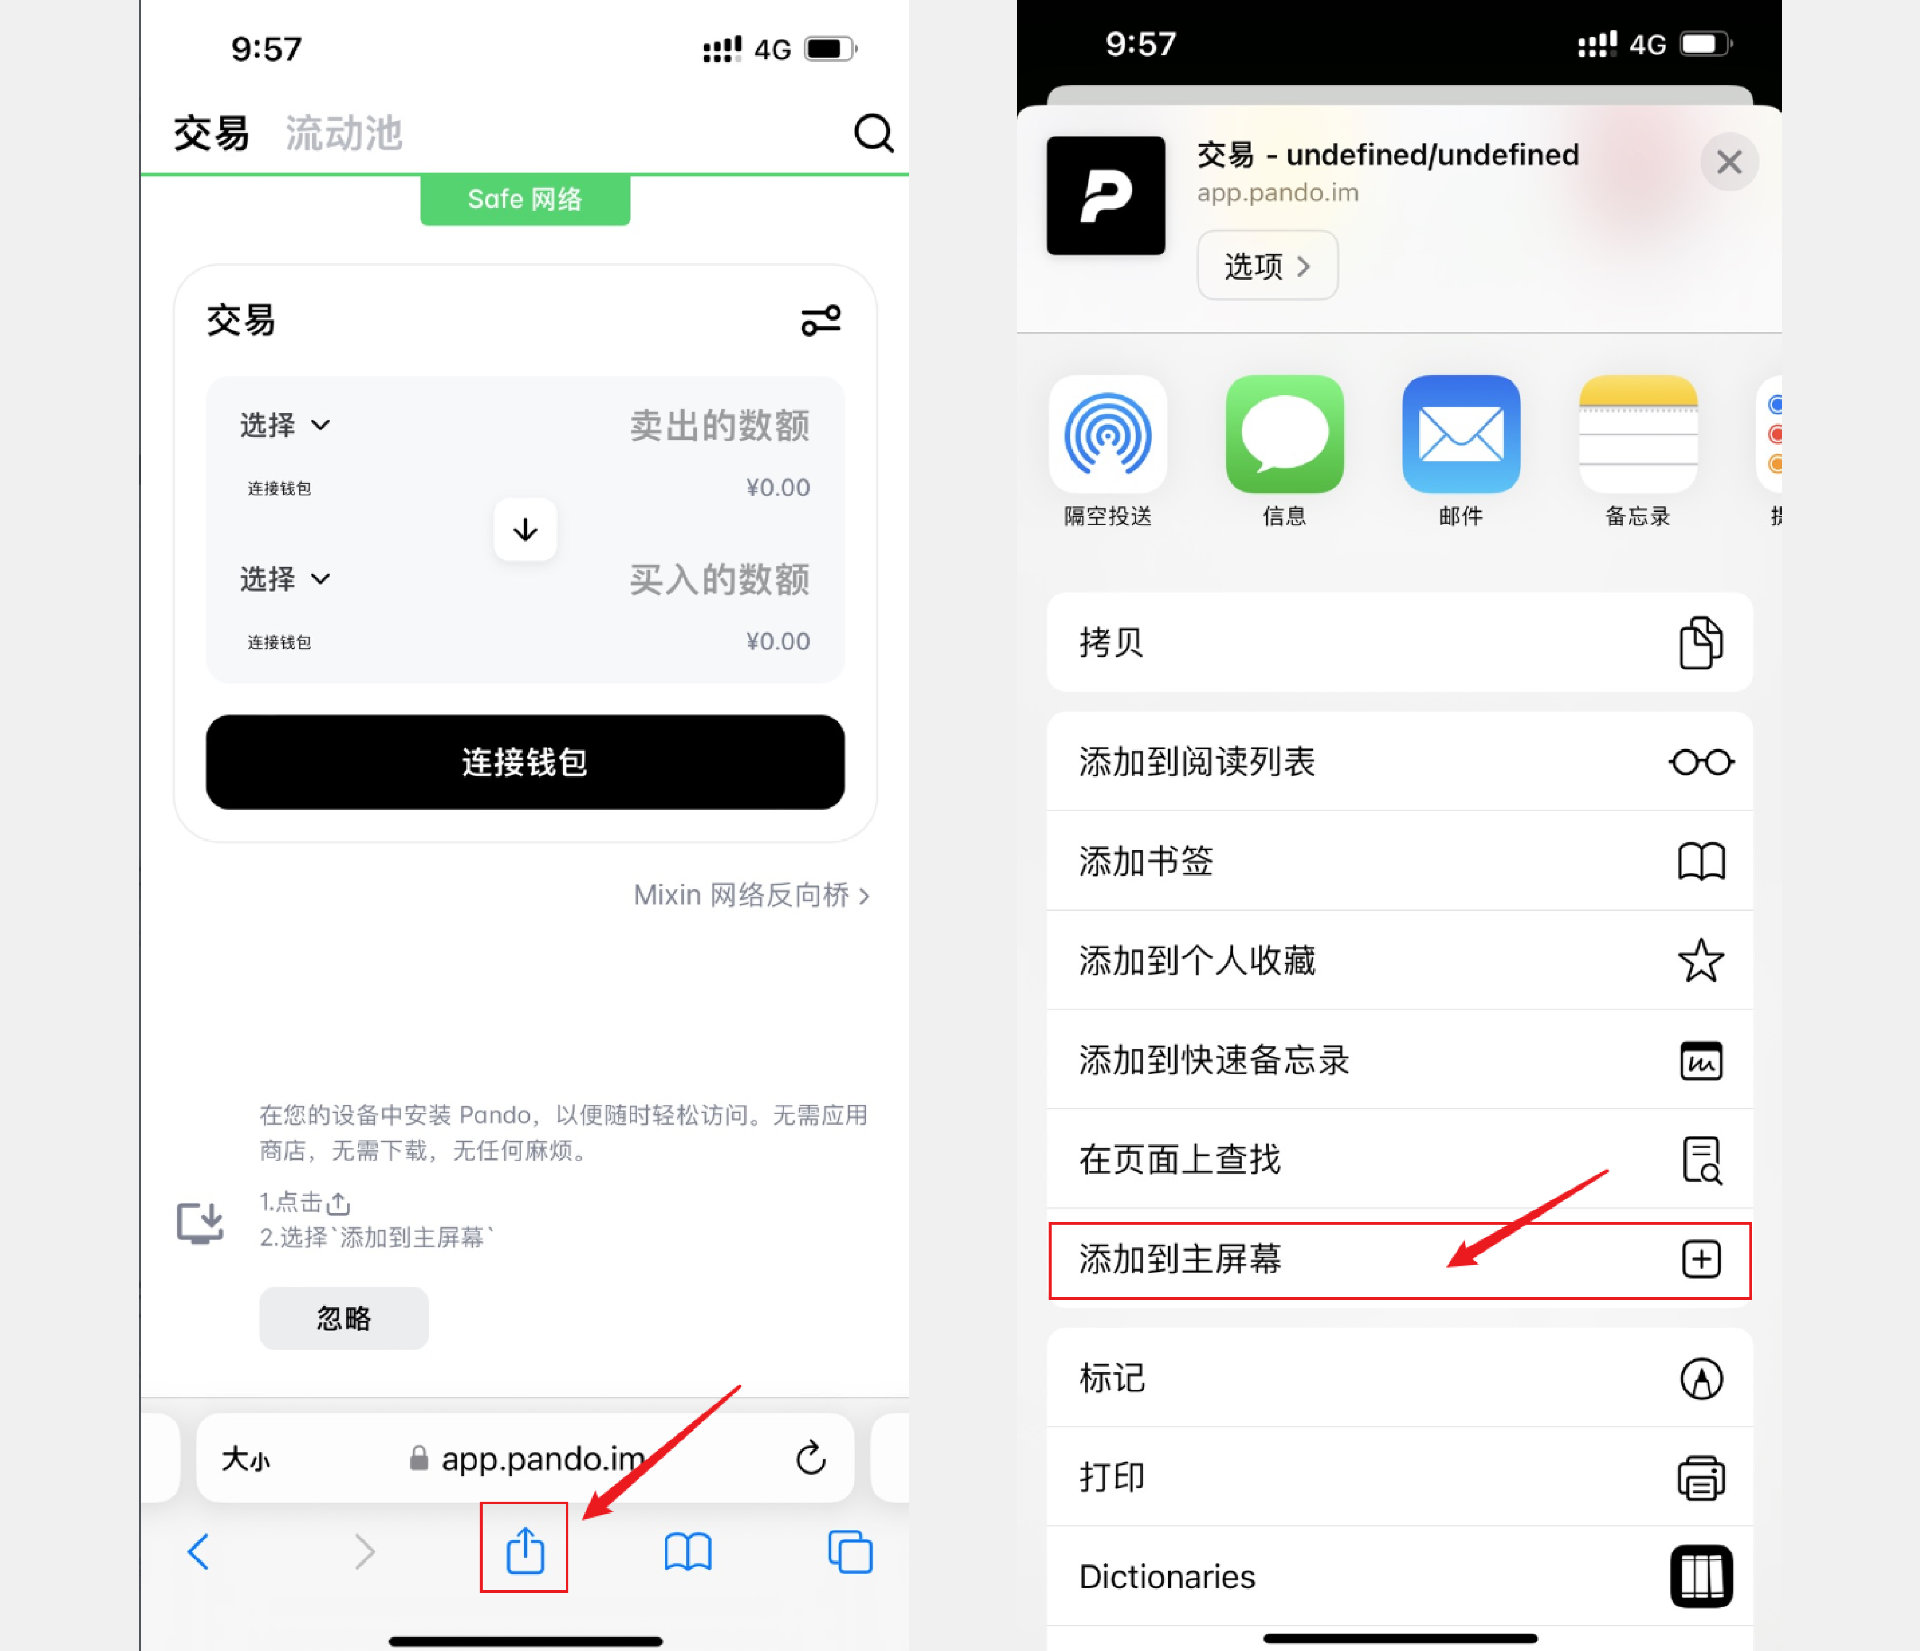 9:57
4G
交易 流动池
Safe 网络
交易
选择
卖出的数额
连接钱包
¥0.00
选择
买入的数额
连接钱包
¥0.00
连接钱包
Mixin 网络反向桥 >
在您的设备中安装 Pando，以便随时轻松访问。无需应用
商店，无需下载，无任何麻烦。
1.点击
2.选择`添加到主屏幕`
忽略
大小
app.pando.im
9:57
4G
交易 - undefined/undefined
app.pando.im
选项 >
隔空投送
信息
邮件
备忘录
拷贝
添加到阅读列表
添加书签
添加到个人收藏
添加到快速备忘录
在页面上查找
添加到主屏幕
标记
打印
Dictionaries